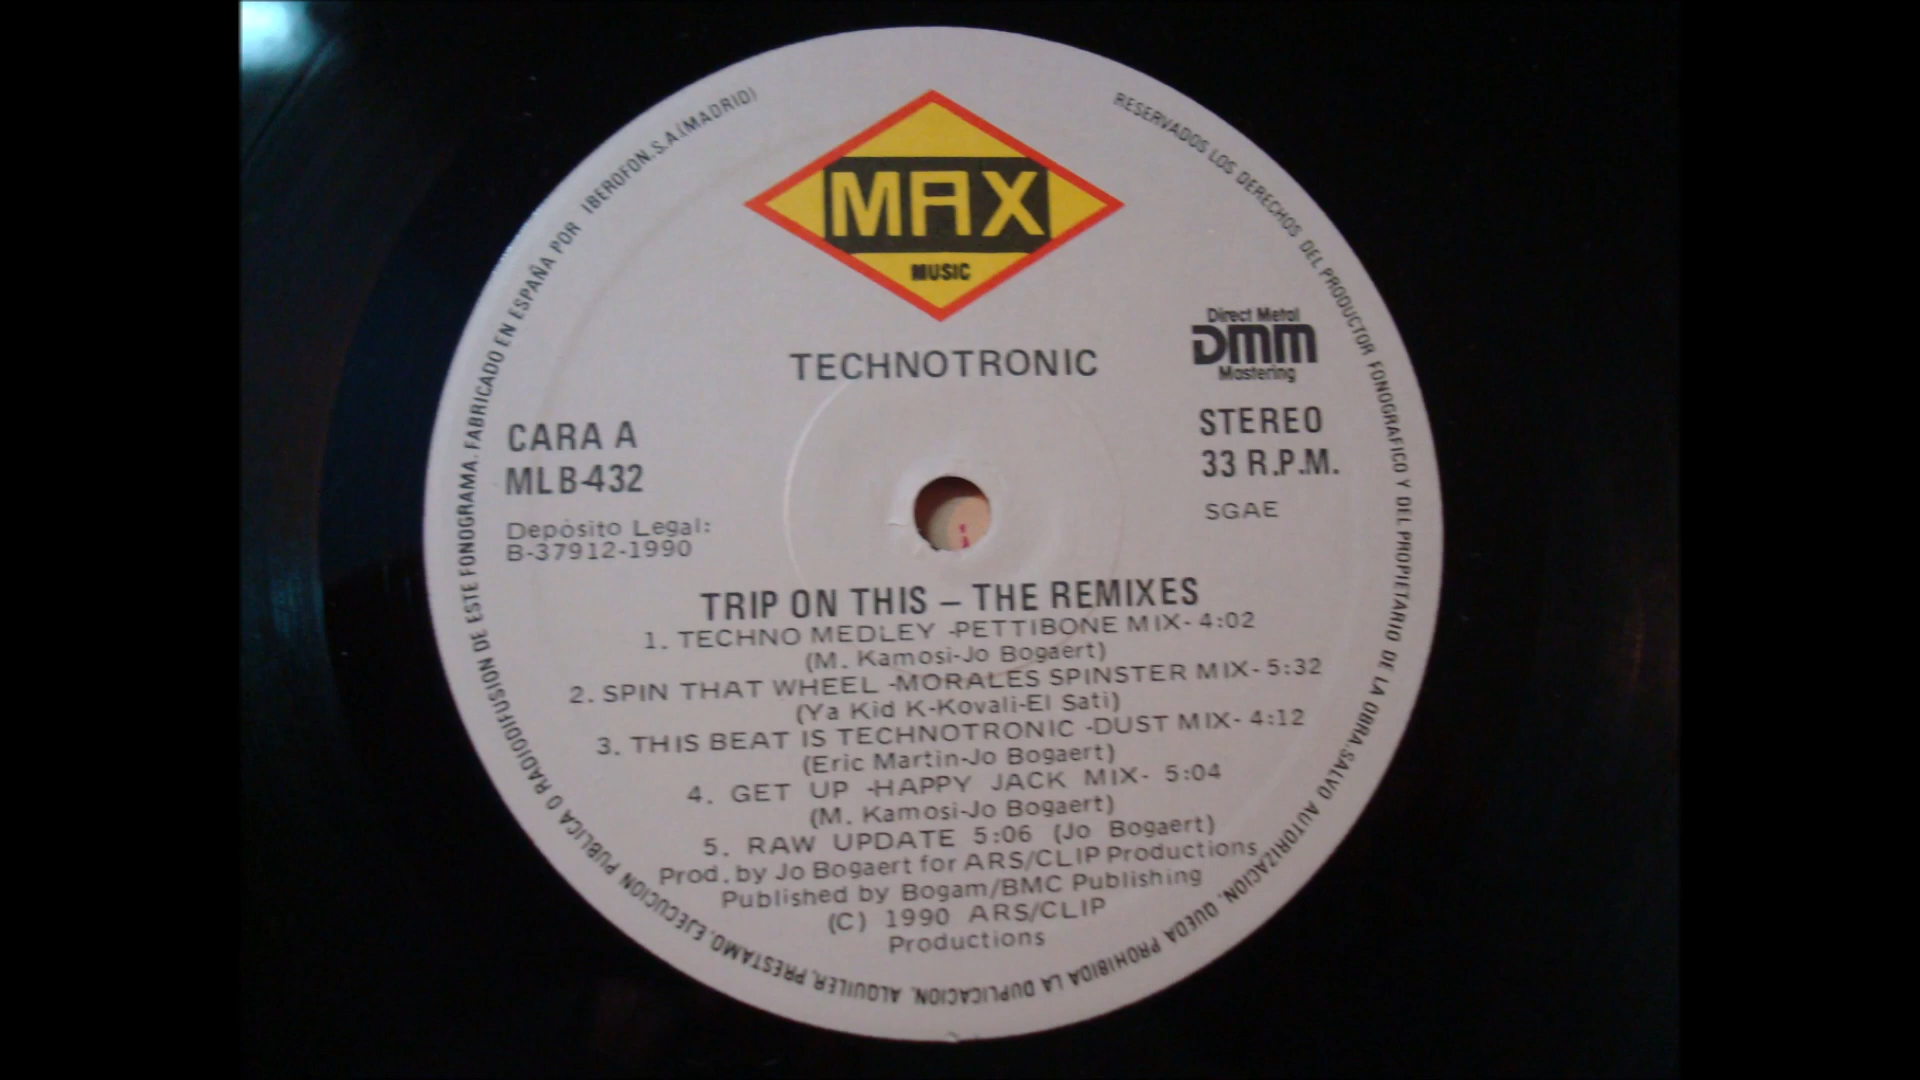 MAX
MUSIC
TECHNOTRONIC
Direct Metal
DMM
Mastering
CARA A
MLB-432
Depósito Legal:
B-37912-1990
STEREO
33 R.P.M.
SGAE
TRIP ON THIS – THE REMIXES
1. TECHNO MEDLEY -PETTIBONE MIX- 4:02
(M. Kamosi-Jo Bogaert)
2. SPIN THAT WHEEL -MORALES SPINSTER MIX- 5:32
(Ya Kid K-Kovali-El Sati)
3. THIS BEAT IS TECHNOTRONIC -DUST MIX- 4:12
(Eric Martin-Jo Bogaert)
4. GET UP -HAPPY JACK MIX- 5:04
(M. Kamosi-Jo Bogaert)
5. RAW UPDATE 5:06 (Jo Bogaert)
Prod. by Jo Bogaert for ARS/CLIP Productions
Published by Bogam/BMC Publishing
(C) 1990 ARS/CLIP
Productions
RESERVADOS LOS DERECHOS DEL PRODUCTOR FONOGRAFICO Y DEL PROPIETARIO DE LA OBRA. SALVO AUTORIZACION, QUEDA PROHIBIDA LA DUPLICACION, ALQUILER, PRESTAMO, EJECUCION PUBLICA O RADIODIFUSION DE ESTE FONOGRAMA. FABRICADO EN ESPAÑA POR IBEROFON, S.A. (MADRID)